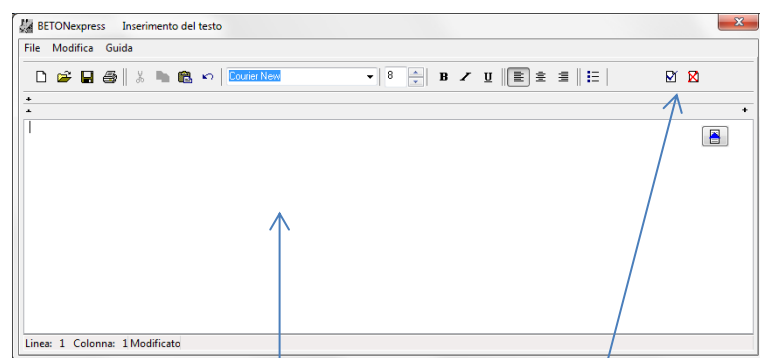 BETONexpress Inserimento del testo
File Modifica Guida
Courier New 8 B I U
Linea: 1 Colonna: 1 Modificato